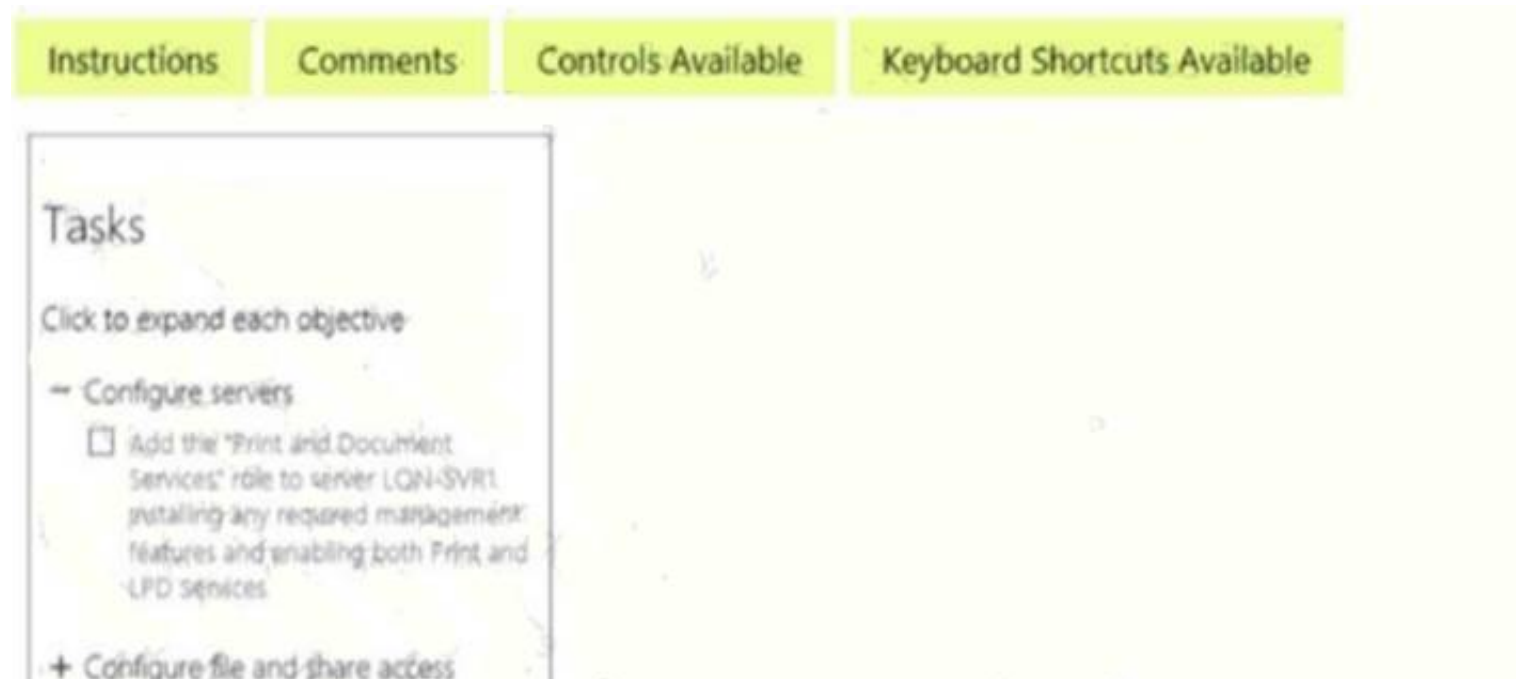 Instructions
Comments
Controls Available
Keyboard Shortcuts Available
Tasks
Click to expand each objective
- Configure servers
Add the "Print and Document
Services" role to server LQN-SVR1
installing any required management
features and enabling both Print and
LPD Services
+ Configure file and share access